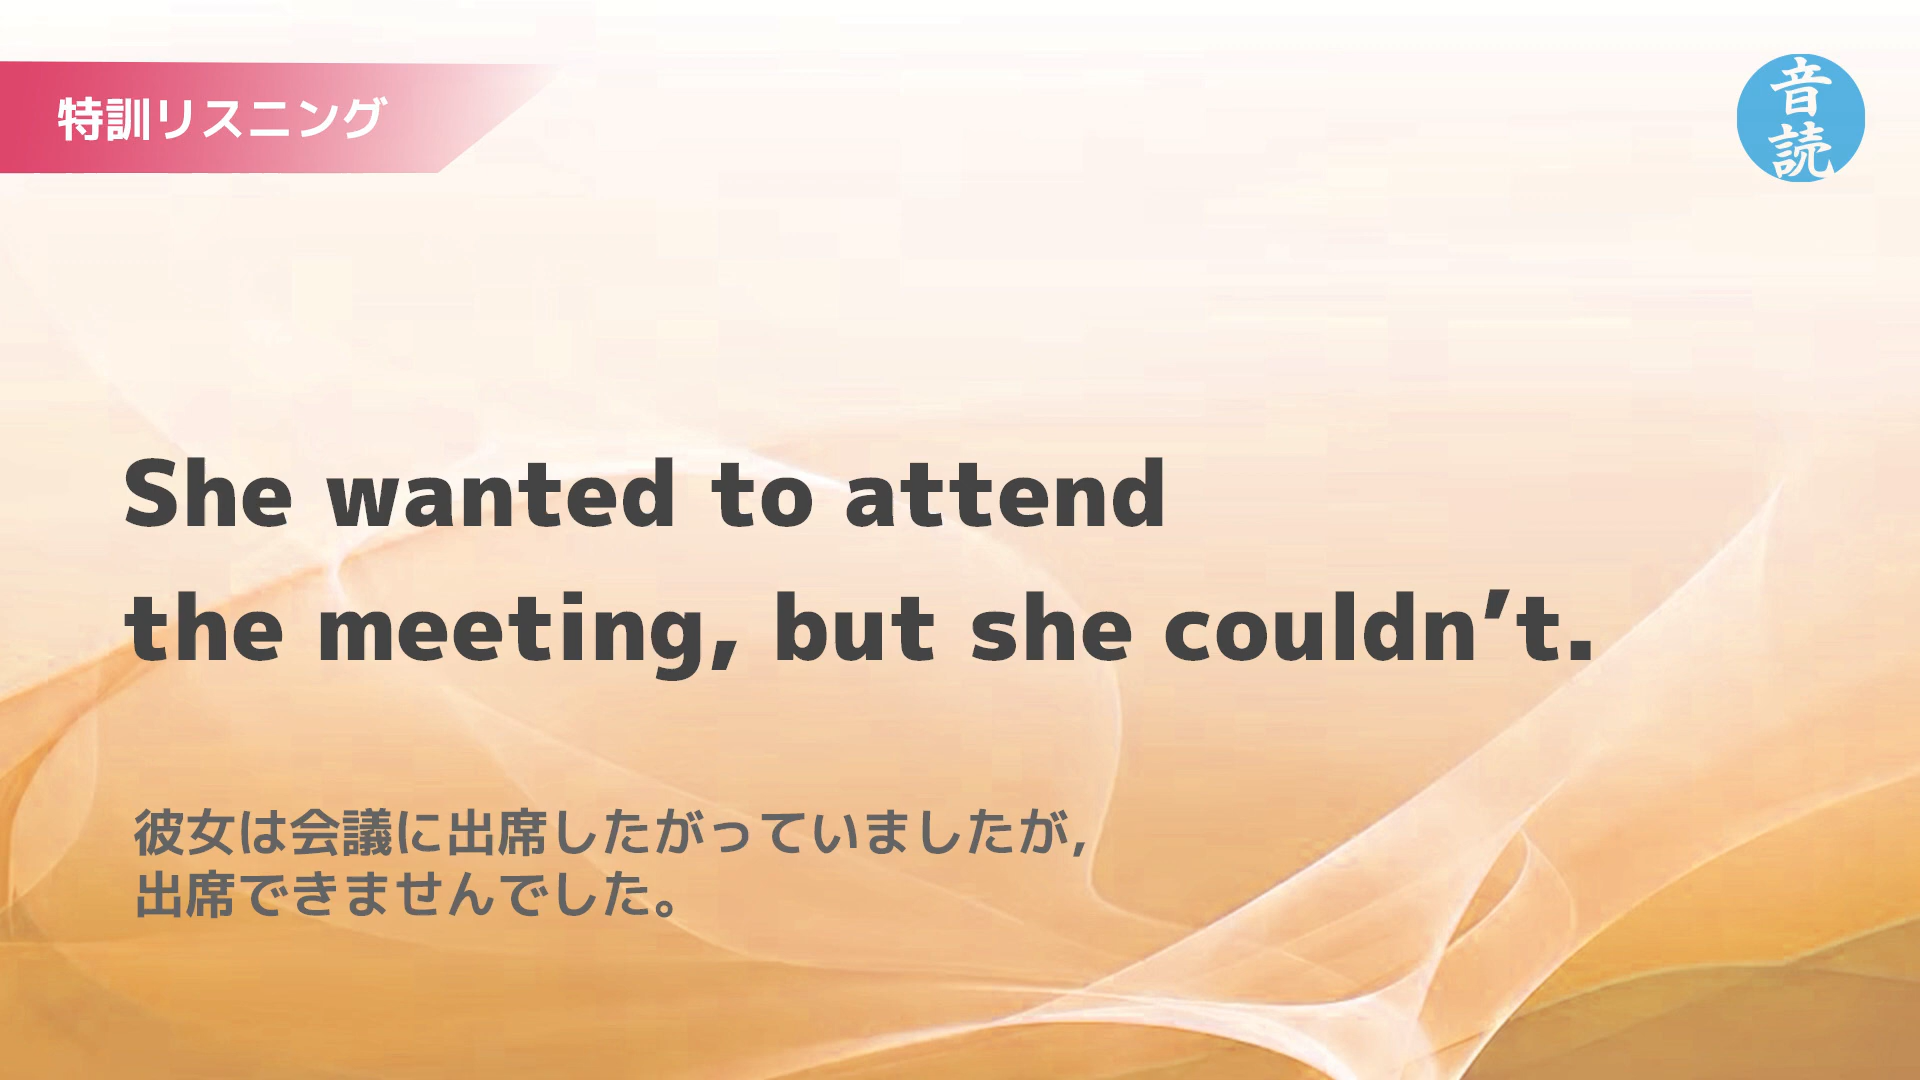 特訓リスニング
音読
She wanted to attend
the meeting, but she couldn’t.
彼女は会議に出席したがっていましたが,
出席できませんでした。